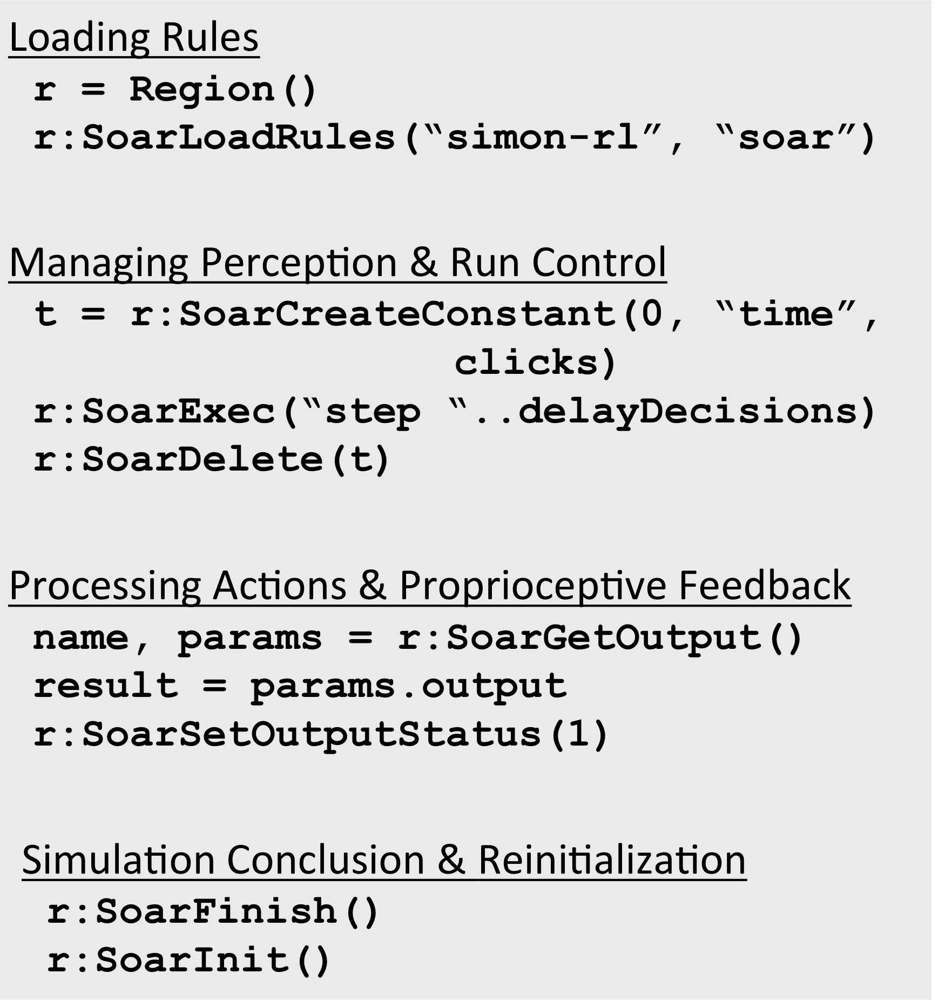 Loading Rules
r = Region()
r:SoarLoadRules(“simon-rl”, “soar”)
Managing Perception & Run Control
t = r:SoarCreateConstant(0, “time”,
clicks)
r:SoarExec(“step “..delayDecisions)
r:SoarDelete(t)
Processing Actions & Proprioceptive Feedback
name, params = r:SoarGetOutput()
result = params.output
r:SoarSetOutputStatus(1)
Simulation Conclusion & Reinitialization
r:SoarFinish()
r:SoarInit()